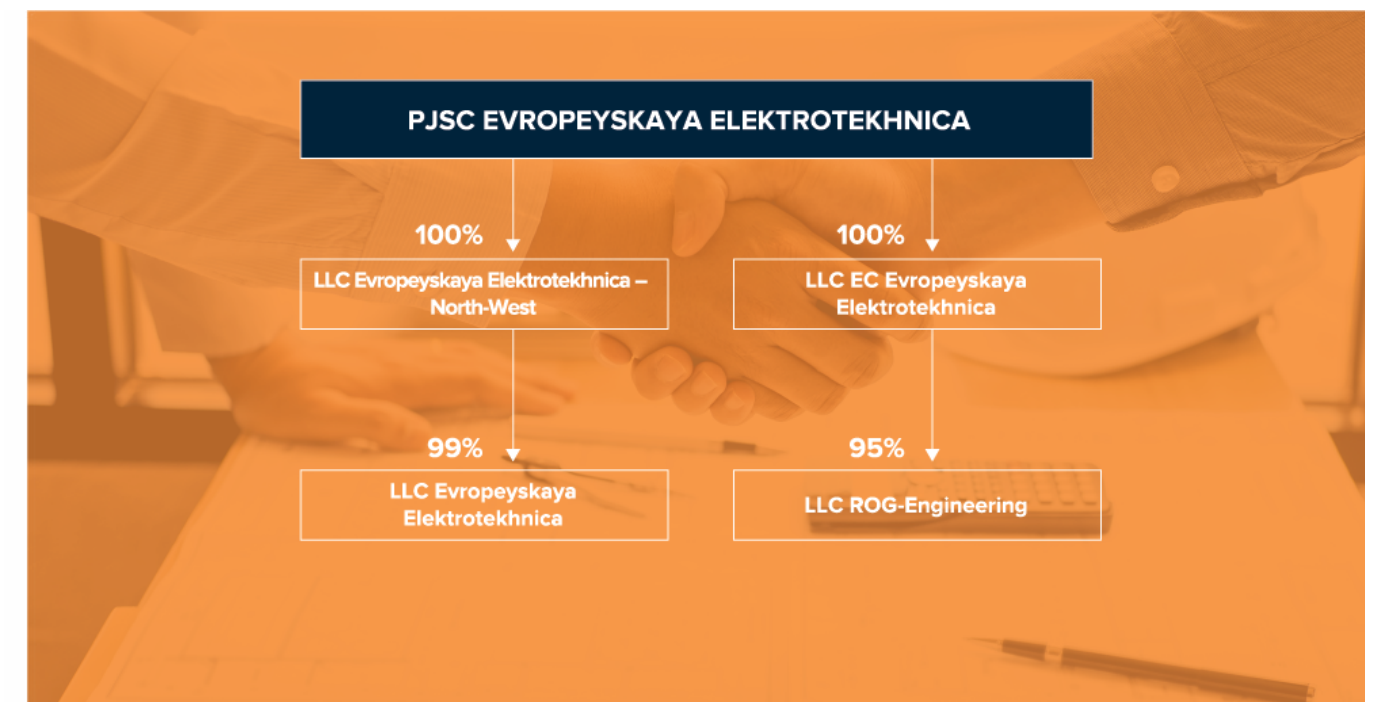 PJSC EVROPEYSKAYA ELEKTROTEKHNICA
100%
100%
LLC Evropeyskaya Elektrotekhnica –
North-West
LLC EC Evropeyskaya
Elektrotekhnica
99%
95%
LLC Evropeyskaya
Elektrotekhnica
LLC ROG-Engineering